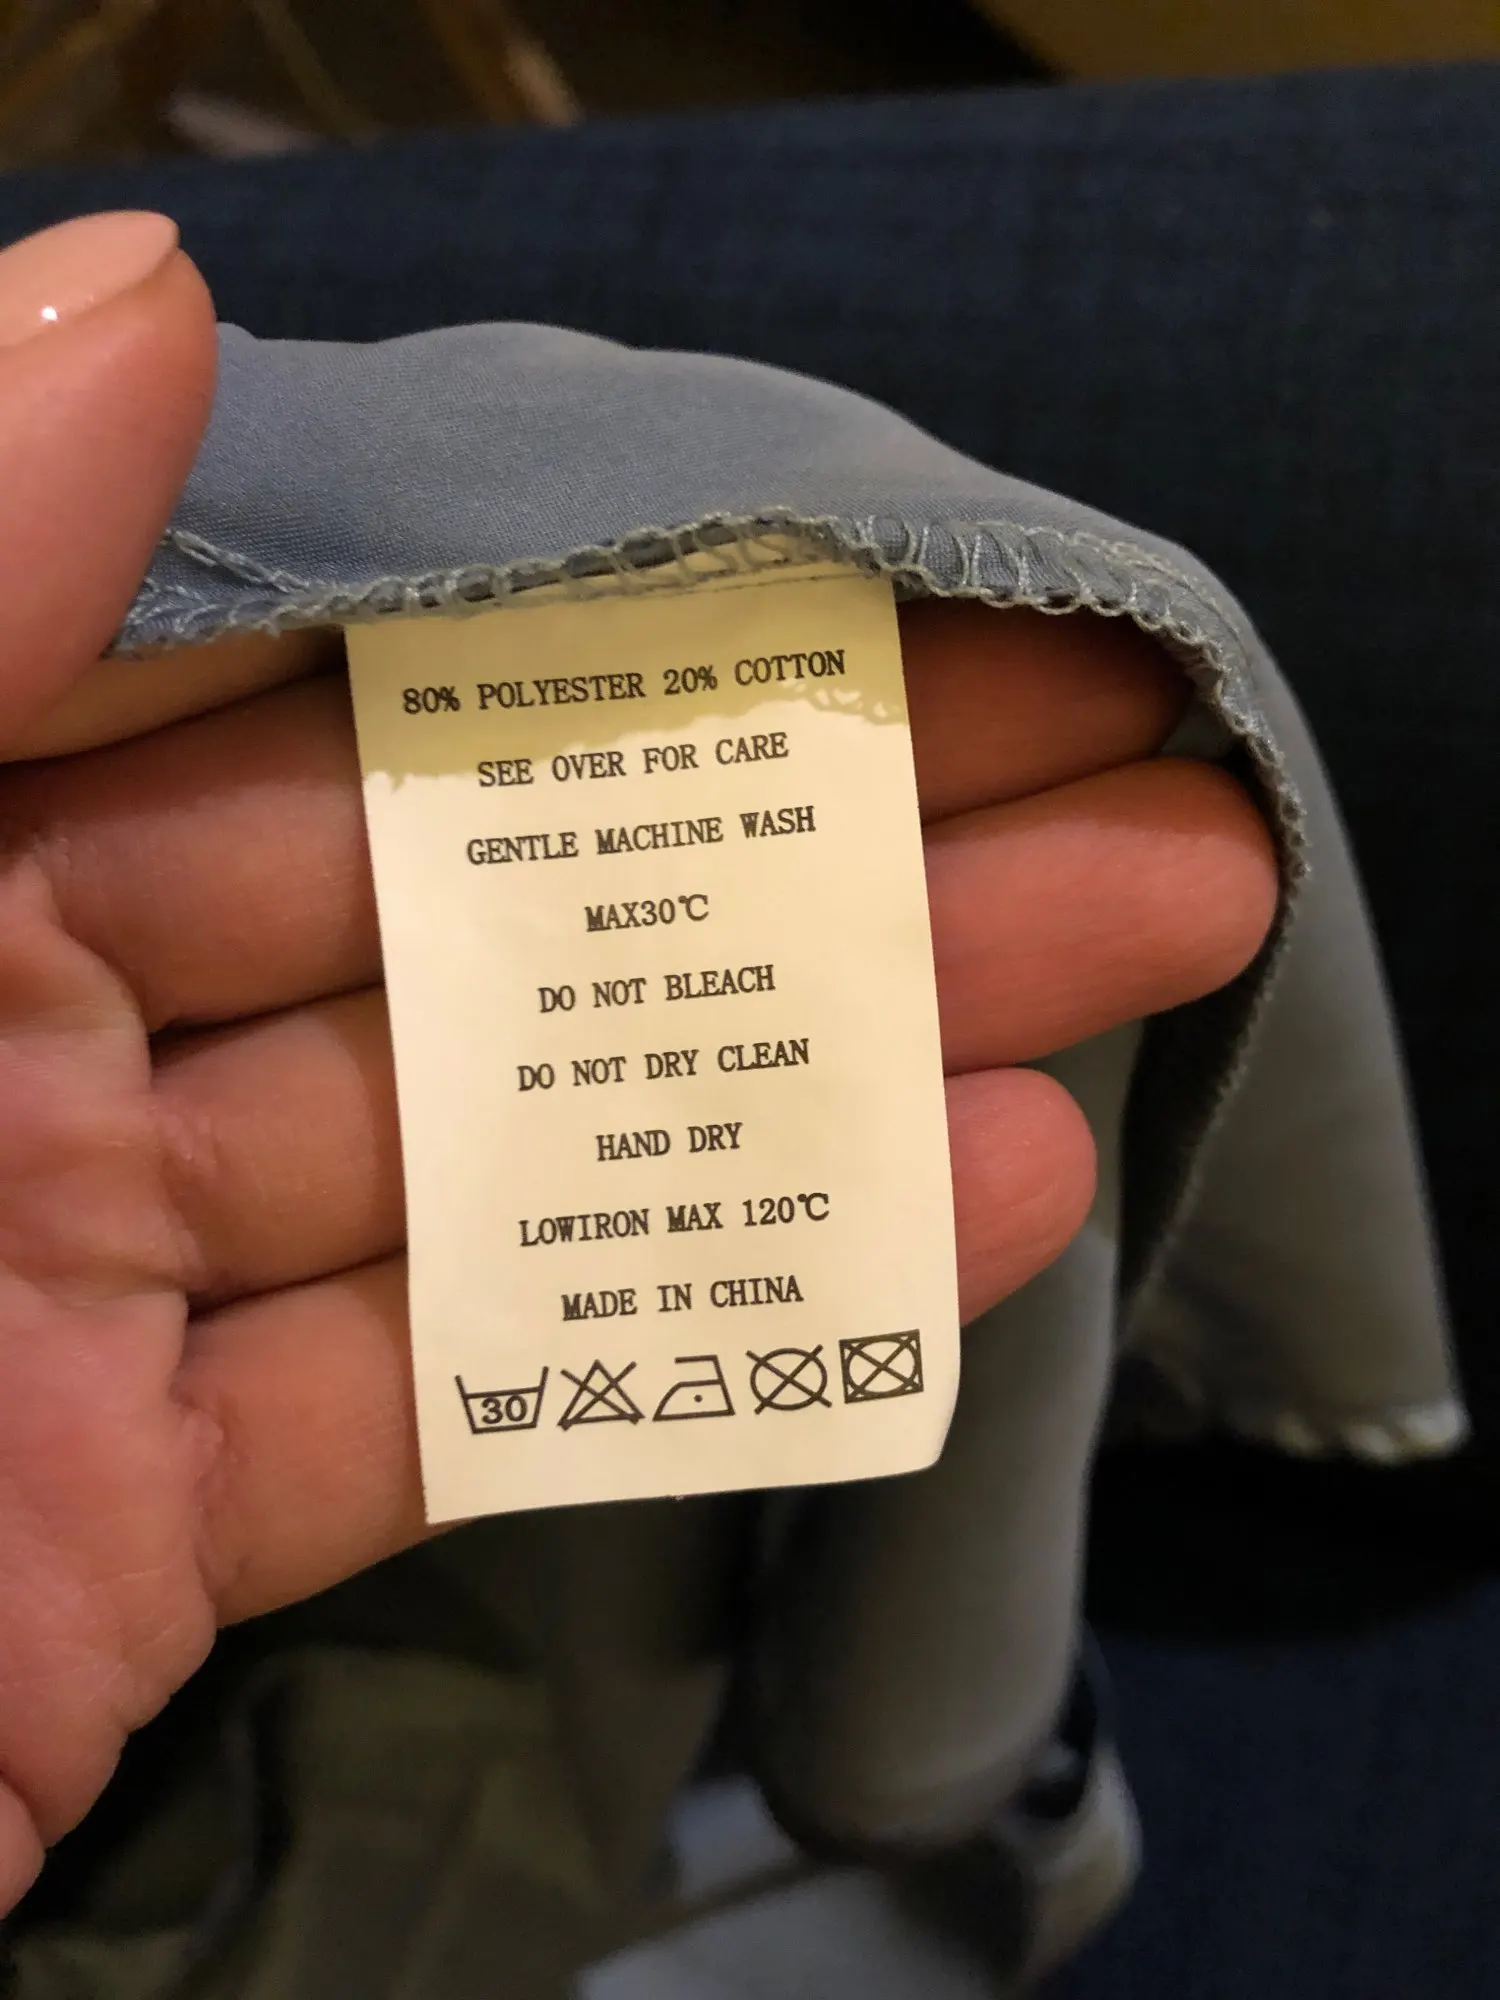 80% POLYESTER 20% COTTON
SEE OVER FOR CARE
GENTLE MACHINE WASH
MAX30℃
DO NOT BLEACH
DO NOT DRY CLEAN
HAND DRY
LOWIRON MAX 120℃
MADE IN CHINA
30